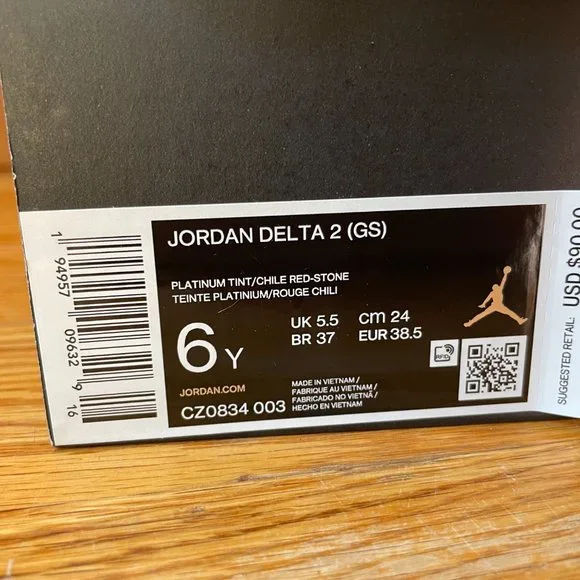 JORDAN DELTA 2 (GS)
PLATINUM TINT/CHILE RED-STONE
TEINTE PLATINIUM/ROUGE CHILI
6 Y
UK 5.5 cm 24
BR 37 EUR 38.5
RFID
JORDAN.COM
CZ0834 003
MADE IN VIETNAM /
FABRIQUE AU VIETNAM /
FABRICADO NO VIETNÃ /
HECHO EN VIETNAM
1 94957 09632 9 16
SUGGESTED RETAIL:
USD $90.00